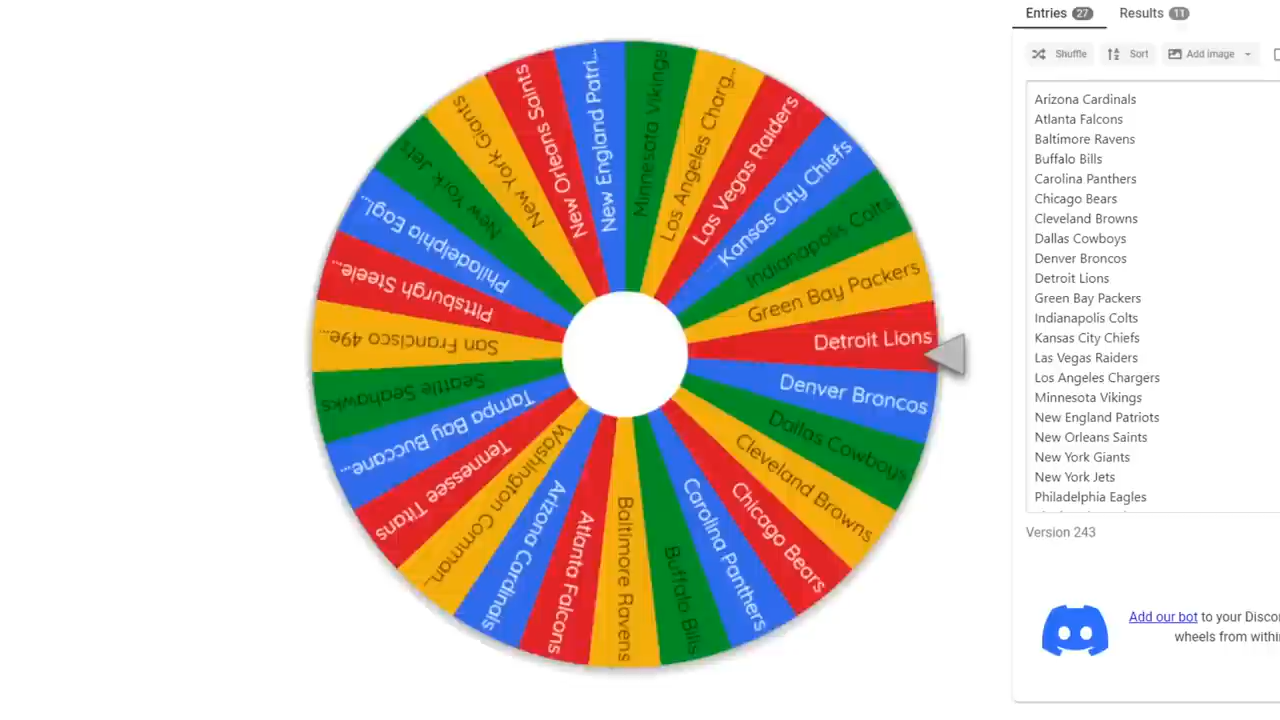 Entries 27 Results 11
Shuffle Sort Add image
Arizona Cardinals
Atlanta Falcons
Baltimore Ravens
Buffalo Bills
Carolina Panthers
Chicago Bears
Cleveland Browns
Dallas Cowboys
Denver Broncos
Detroit Lions
Green Bay Packers
Indianapolis Colts
Kansas City Chiefs
Las Vegas Raiders
Los Angeles Chargers
Minnesota Vikings
New England Patriots
New Orleans Saints
New York Giants
New York Jets
Philadelphia Eagles
Version 243
Add our bot to your Disco
wheels from withi
Minnesota Vikings
Los Angeles Charg...
Las Vegas Raiders
Kansas City Chiefs
Indianapolis Colts
Green Bay Packers
Detroit Lions
Denver Broncos
Dallas Cowboys
Cleveland Browns
Chicago Bears
Carolina Panthers
Buffalo Bills
Baltimore Ravens
Atlanta Falcons
Arizona Cardinals
Washington Comman...
Tennessee Titans
Tampa Bay Buccane...
Seattle Seahawks
San Francisco 49e...
Pittsburgh Steele...
Philadelphia Eagl...
New York Jets
New York Giants
New Orleans Saints
New England Patri...